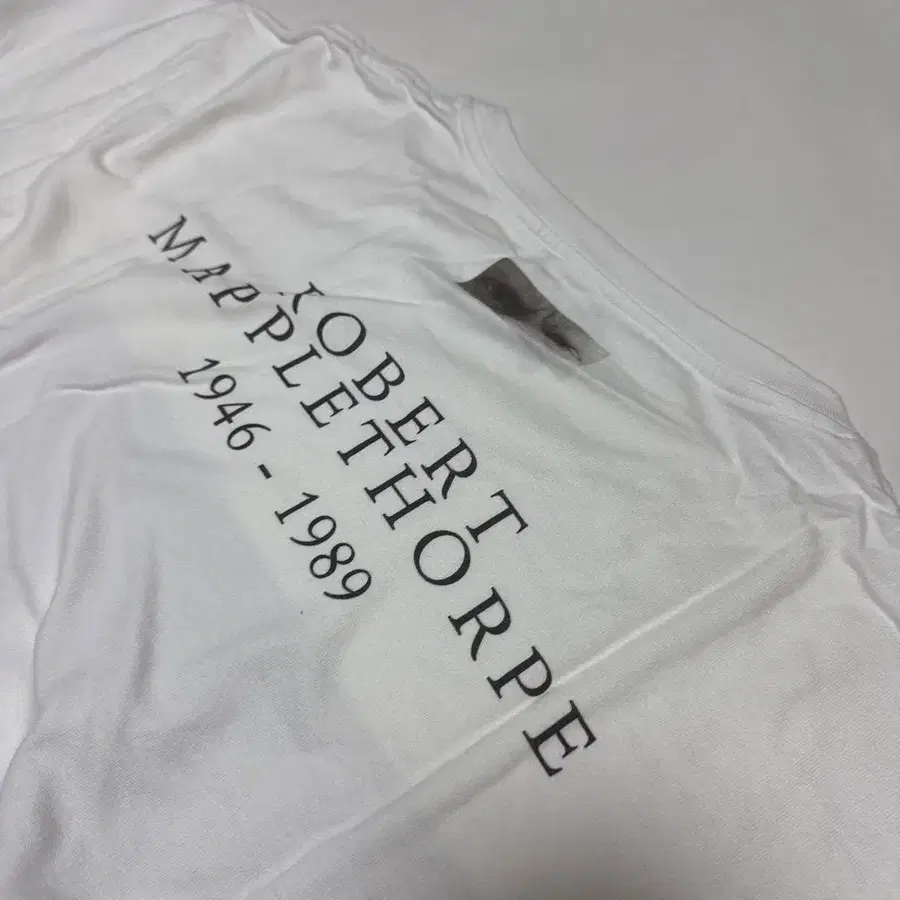 ROBERT
MAPPLETHORPE
1946 - 1989